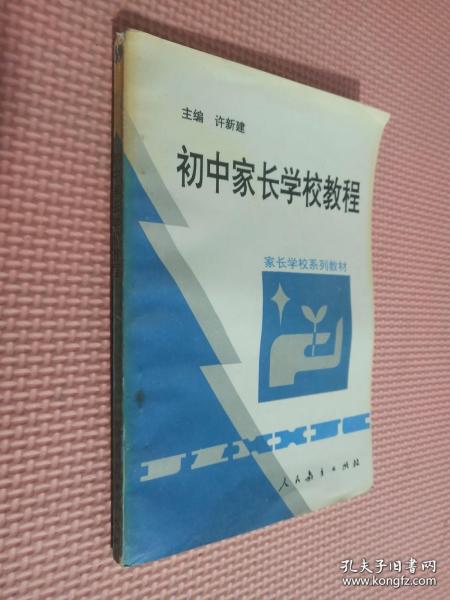 主编 许新建
初中家长学校教程
家长学校系列教材
JZXXJC
人民教育出版社
孔夫子旧书网
www.kongfz.com